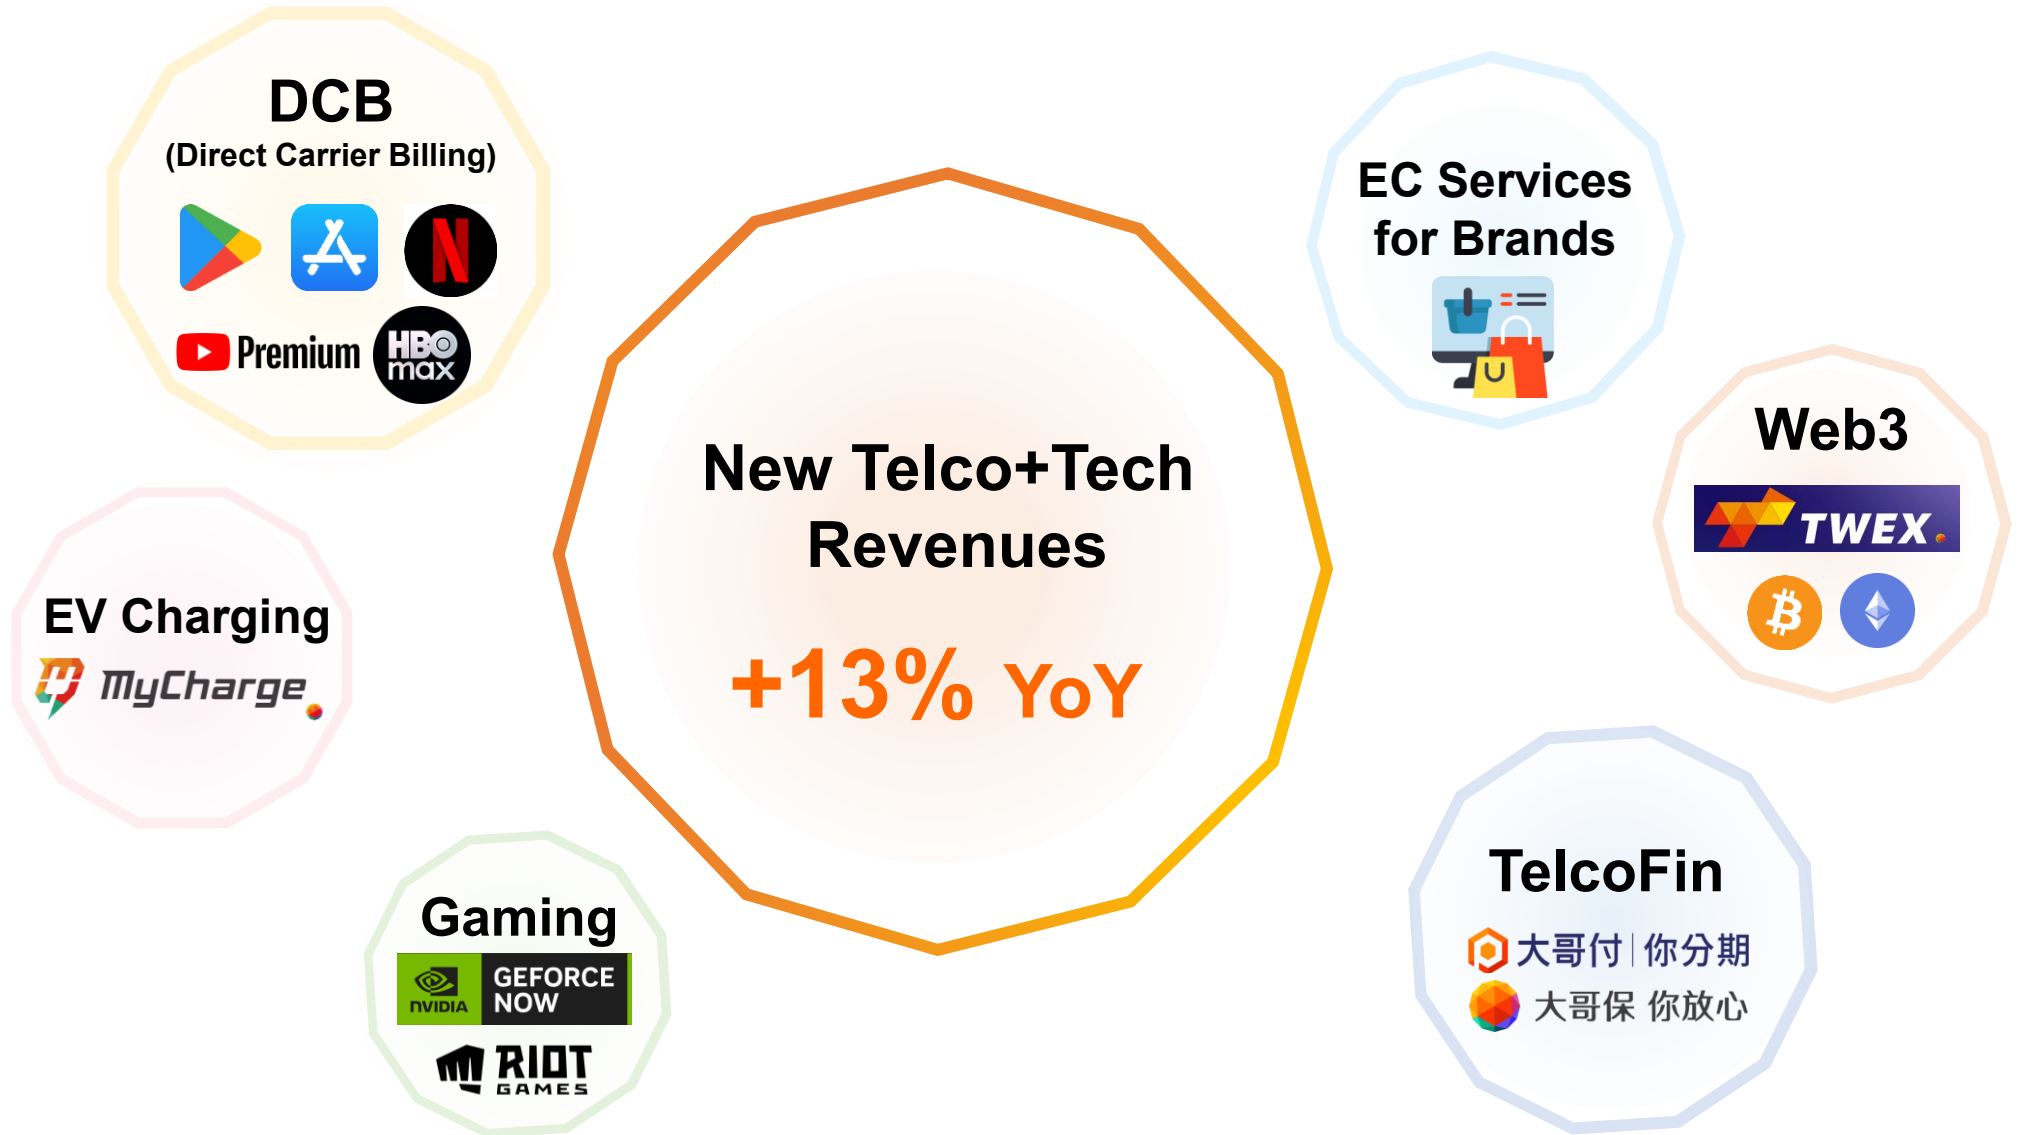 DCB
(Direct Carrier Billing)
N
Premium
HBO
max
EC Services
for Brands
New Telco+Tech
Revenues
+13% YoY
Web3
TWEX
EV Charging
MyCharge
Gaming
NVIDIA
GEFORCE
NOW
RIOT
GAMES
TelcoFin
大哥付|你分期
大哥保 你放心